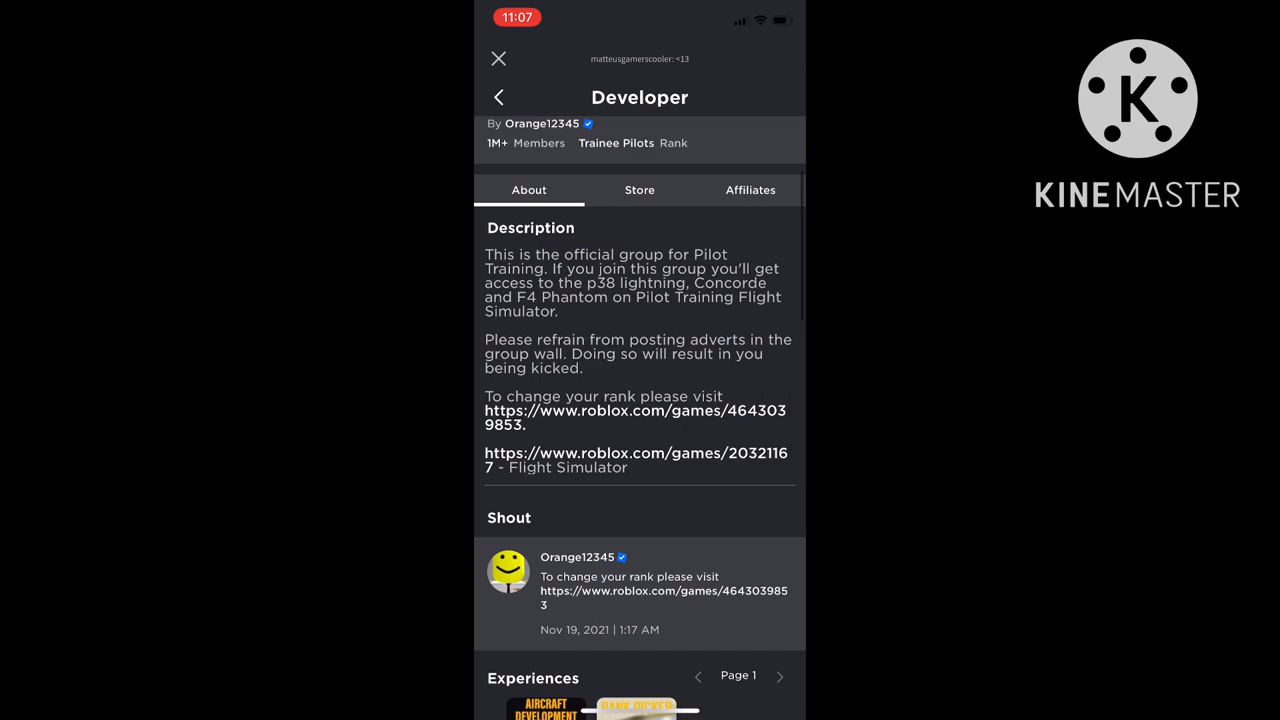 11:07
matteusgamerscooler: <13
Developer
By Orange12345
1M+ Members Trainee Pilots Rank
About Store Affiliates
Description
This is the official group for Pilot
Training. If you join this group you'll get
access to the p38 lightning, Concorde
and F4 Phantom on Pilot Training Flight
Simulator.
Please refrain from posting adverts in the
group wall. Doing so will result in you
being kicked.
To change your rank please visit
https://www.roblox.com/games/464303
9853.
https://www.roblox.com/games/2032116
7 - Flight Simulator
Shout
Orange12345
To change your rank please visit
https://www.roblox.com/games/464303985
3
Nov 19, 2021 | 1:17 AM
Experiences Page 1
AIRCRAFT
DEVELOPMENT
RANK PICKER
K
KINEMASTER